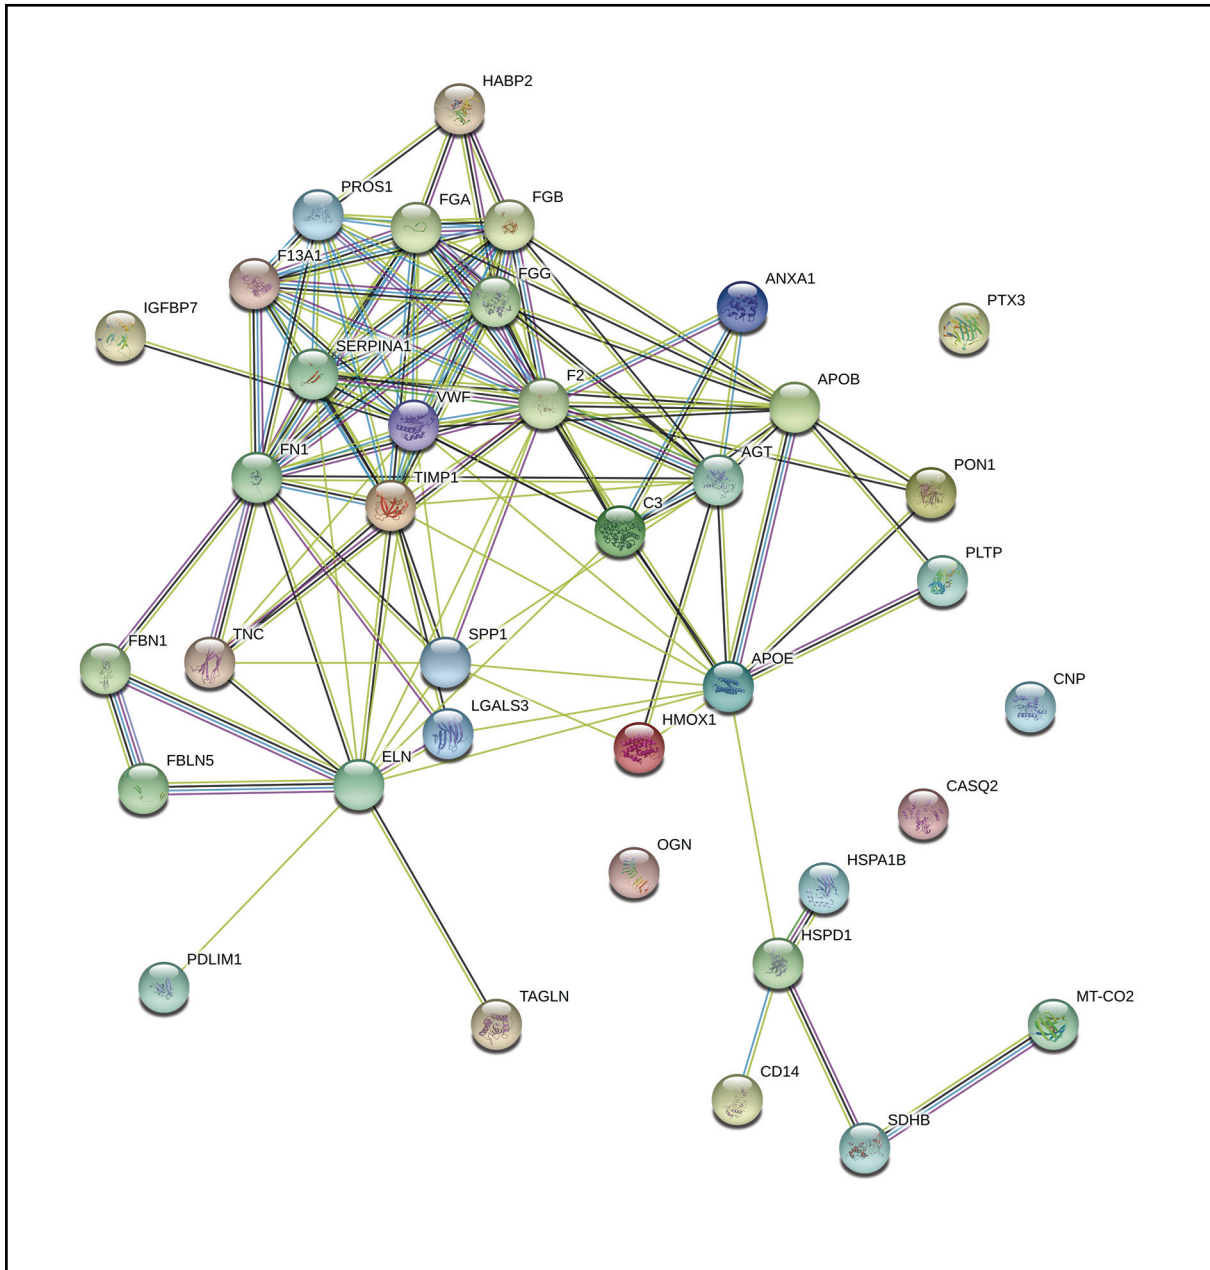 HABP2
PROS1
FGA
FGB
F13A1
FGG
ANXA1
IGFBP7
PTX3
SERPINA1
F2
APOB
VWF
FN1
AGT
TIMP1
PON1
C3
PLTP
FBN1
TNC
SPP1
APOE
CNP
LGALS3
HMOX1
FBLN5
ELN
CASQ2
OGN
HSPA1B
HSPD1
PDLIM1
TAGLN
MT-CO2
CD14
SDHB